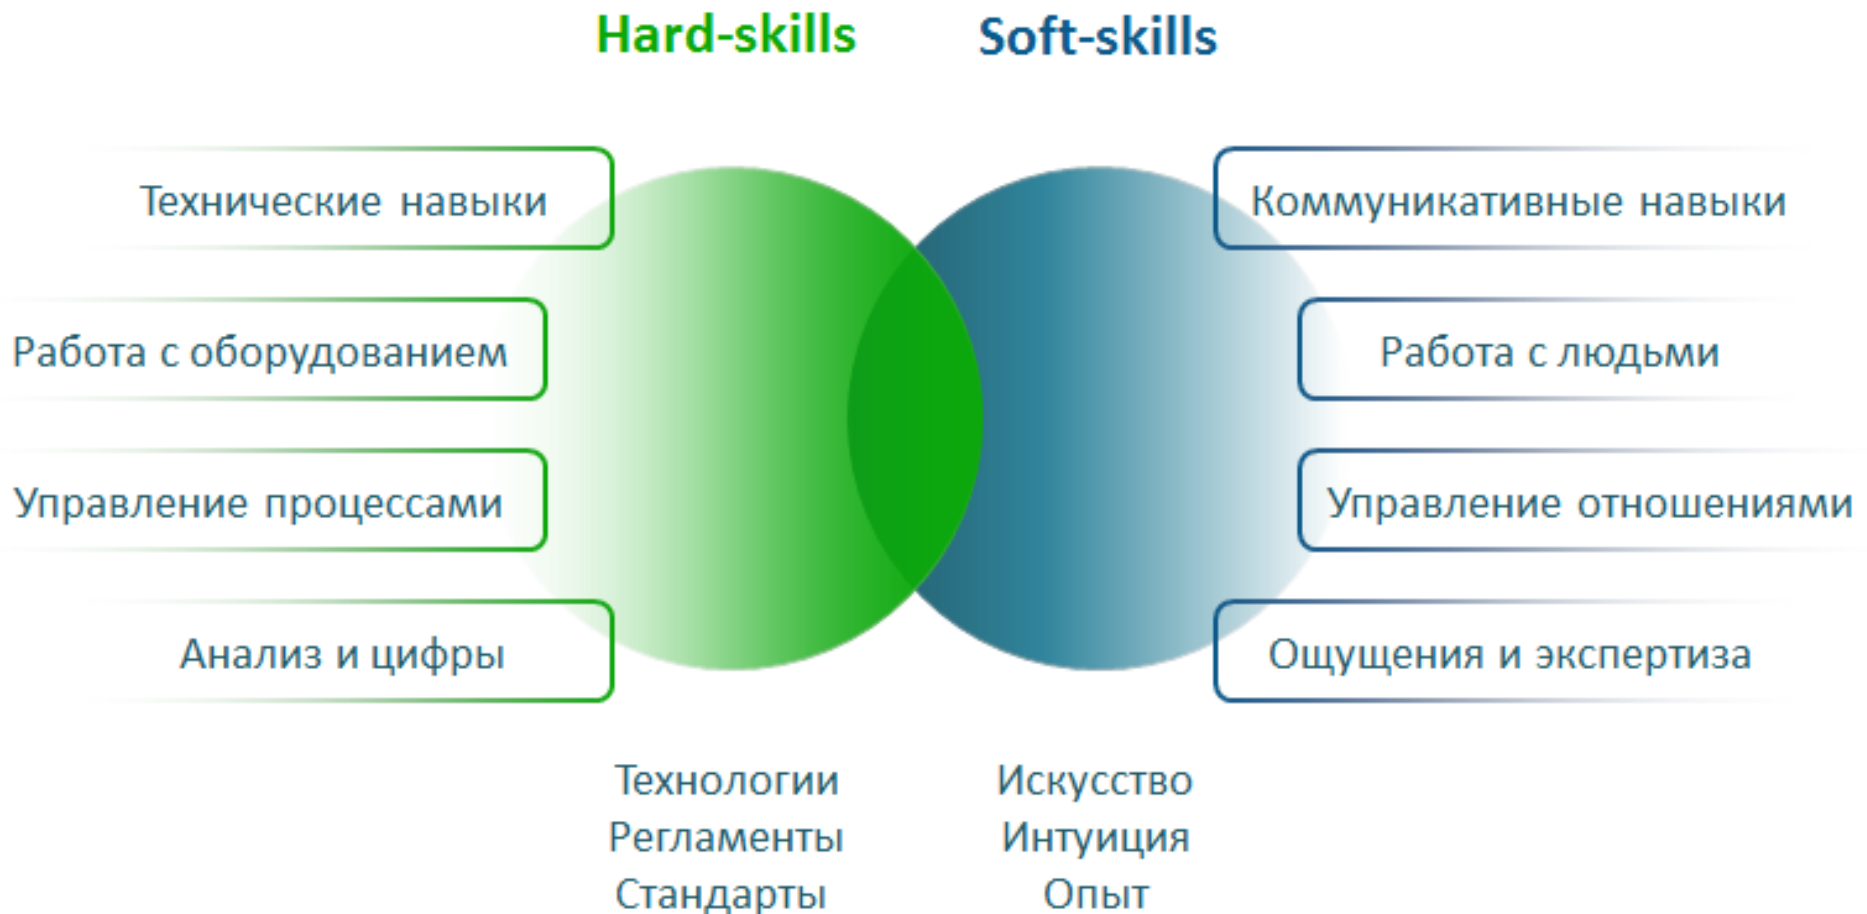 Hard-skills
Soft-skills
Технические навыки
Коммуникативные навыки
Работа с оборудованием
Работа с людьми
Управление процессами
Управление отношениями
Анализ и цифры
Ощущения и экспертиза
Технологии
Регламенты
Стандарты
Искусство
Интуиция
Опыт